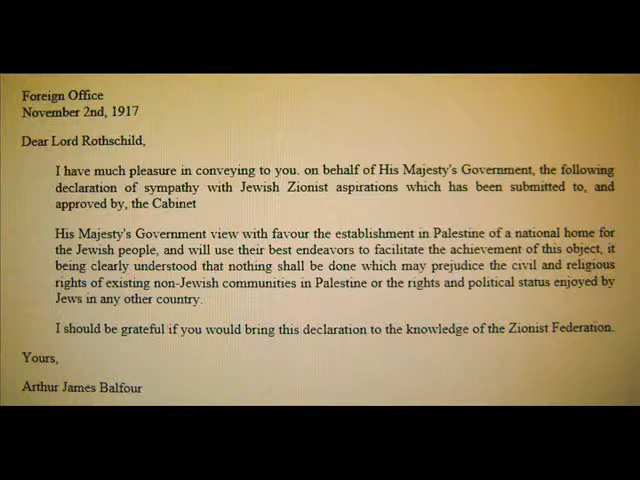 Foreign Office
November 2nd, 1917
Dear Lord Rothschild,
I have much pleasure in conveying to you. on behalf of His Majesty's Government, the following
declaration of sympathy with Jewish Zionist aspirations which has been submitted to, and
approved by, the Cabinet
His Majesty's Government view with favour the establishment in Palestine of a national home for
the Jewish people, and will use their best endeavors to facilitate the achievement of this object, it
being clearly understood that nothing shall be done which may prejudice the civil and religious
rights of existing non-Jewish communities in Palestine or the rights and political status enjoyed by
Jews in any other country.
I should be grateful if you would bring this declaration to the knowledge of the Zionist Federation.
Yours,
Arthur James Balfour